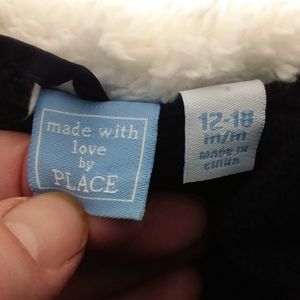 made with
love
by
PLACE
12-18
m/m
MADE IN
CHINA